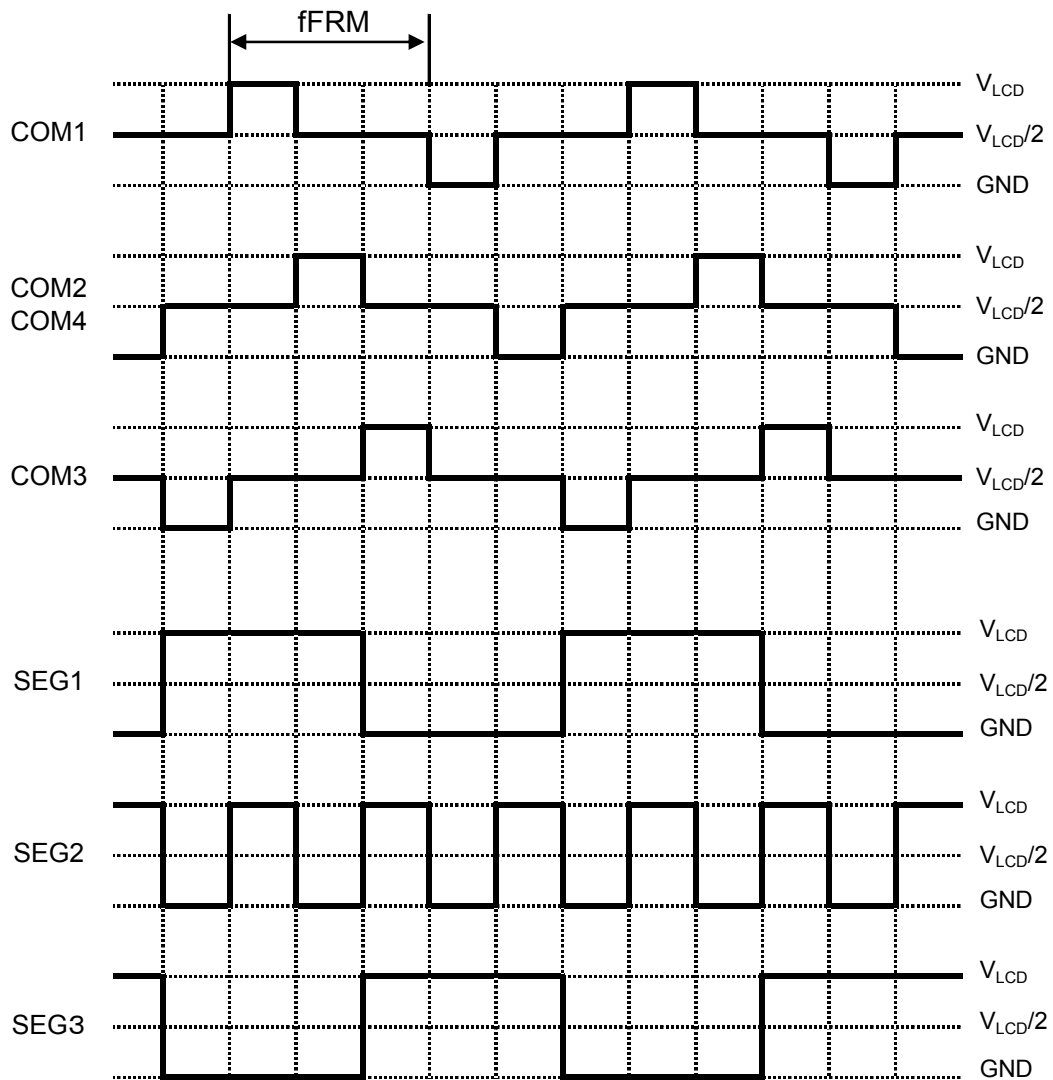 fFRM
V_LCD
COM1
V_LCD/2
GND
V_LCD
COM2
COM4
V_LCD/2
GND
V_LCD
COM3
V_LCD/2
GND
V_LCD
SEG1
V_LCD/2
GND
V_LCD
SEG2
V_LCD/2
GND
V_LCD
SEG3
V_LCD/2
GND